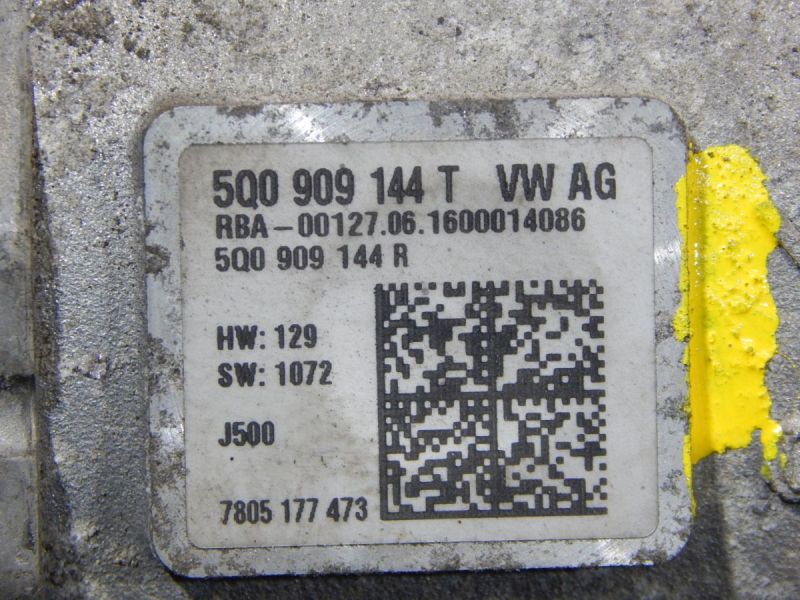 5Q0 909 144 T VW AG
RBA-00127.06.1600014086
5Q0 909 144 R
HW: 129
SW: 1072
J500
7805 177 473